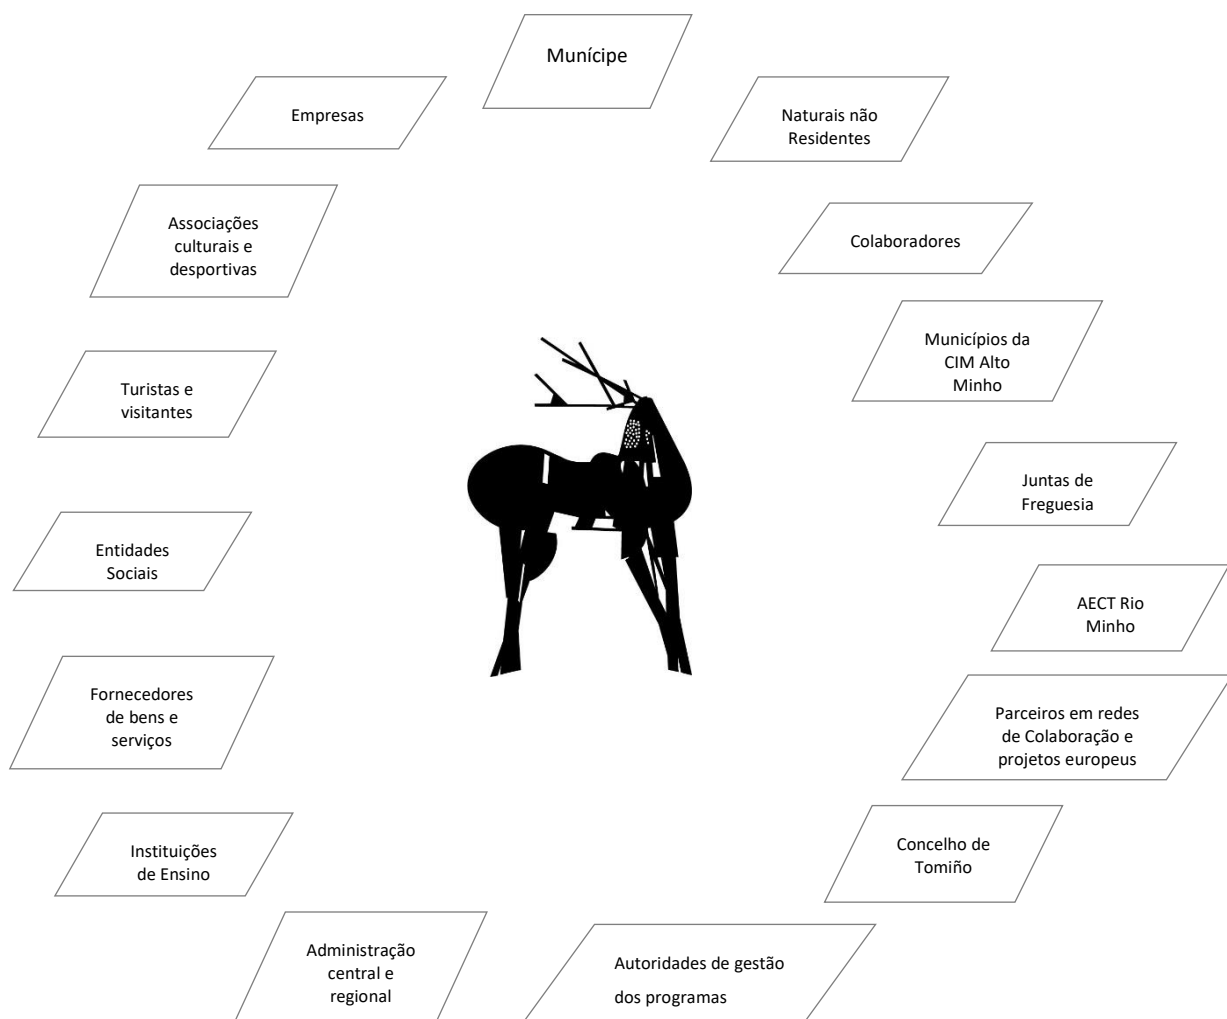 Munícipe
Empresas
Naturais não
Residentes
Associações
culturais e
desportivas
Colaboradores
Municípios da
CIM Alto
Minho
Turistas e
visitantes
Juntas de
Freguesia
Entidades
Sociais
AECT Rio
Minho
Fornecedores
de bens e
serviços
Parceiros em redes
de Colaboração e
projetos europeus
Instituições
de Ensino
Concelho de
Tomiño
Administração
central e
regional
Autoridades de gestão
dos programas